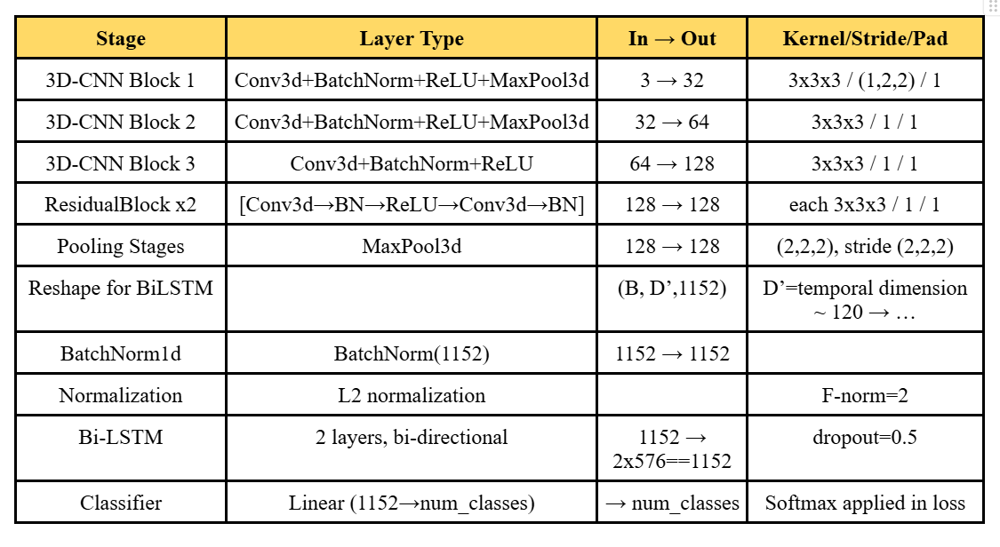 Stage Layer Type In → Out Kernel/Stride/Pad
3D-CNN Block 1 Conv3d+BatchNorm+ReLU+MaxPool3d 3 → 32 3x3x3 / (1,2,2) / 1
3D-CNN Block 2 Conv3d+BatchNorm+ReLU+MaxPool3d 32 → 64 3x3x3 / 1 / 1
3D-CNN Block 3 Conv3d+BatchNorm+ReLU 64 → 128 3x3x3 / 1 / 1
ResidualBlock x2 [Conv3d→BN→ReLU→Conv3d→BN] 128 → 128 each 3x3x3 / 1 / 1
Pooling Stages MaxPool3d 128 → 128 (2,2,2), stride (2,2,2)
Reshape for BiLSTM (B, D’,1152) D’=temporal dimension
~ 120 → …
BatchNorm1d BatchNorm(1152) 1152 → 1152
Normalization L2 normalization F-norm=2
Bi-LSTM 2 layers, bi-directional 1152 → dropout=0.5
2x576==1152
Classifier Linear (1152→num_classes) → num_classes Softmax applied in loss